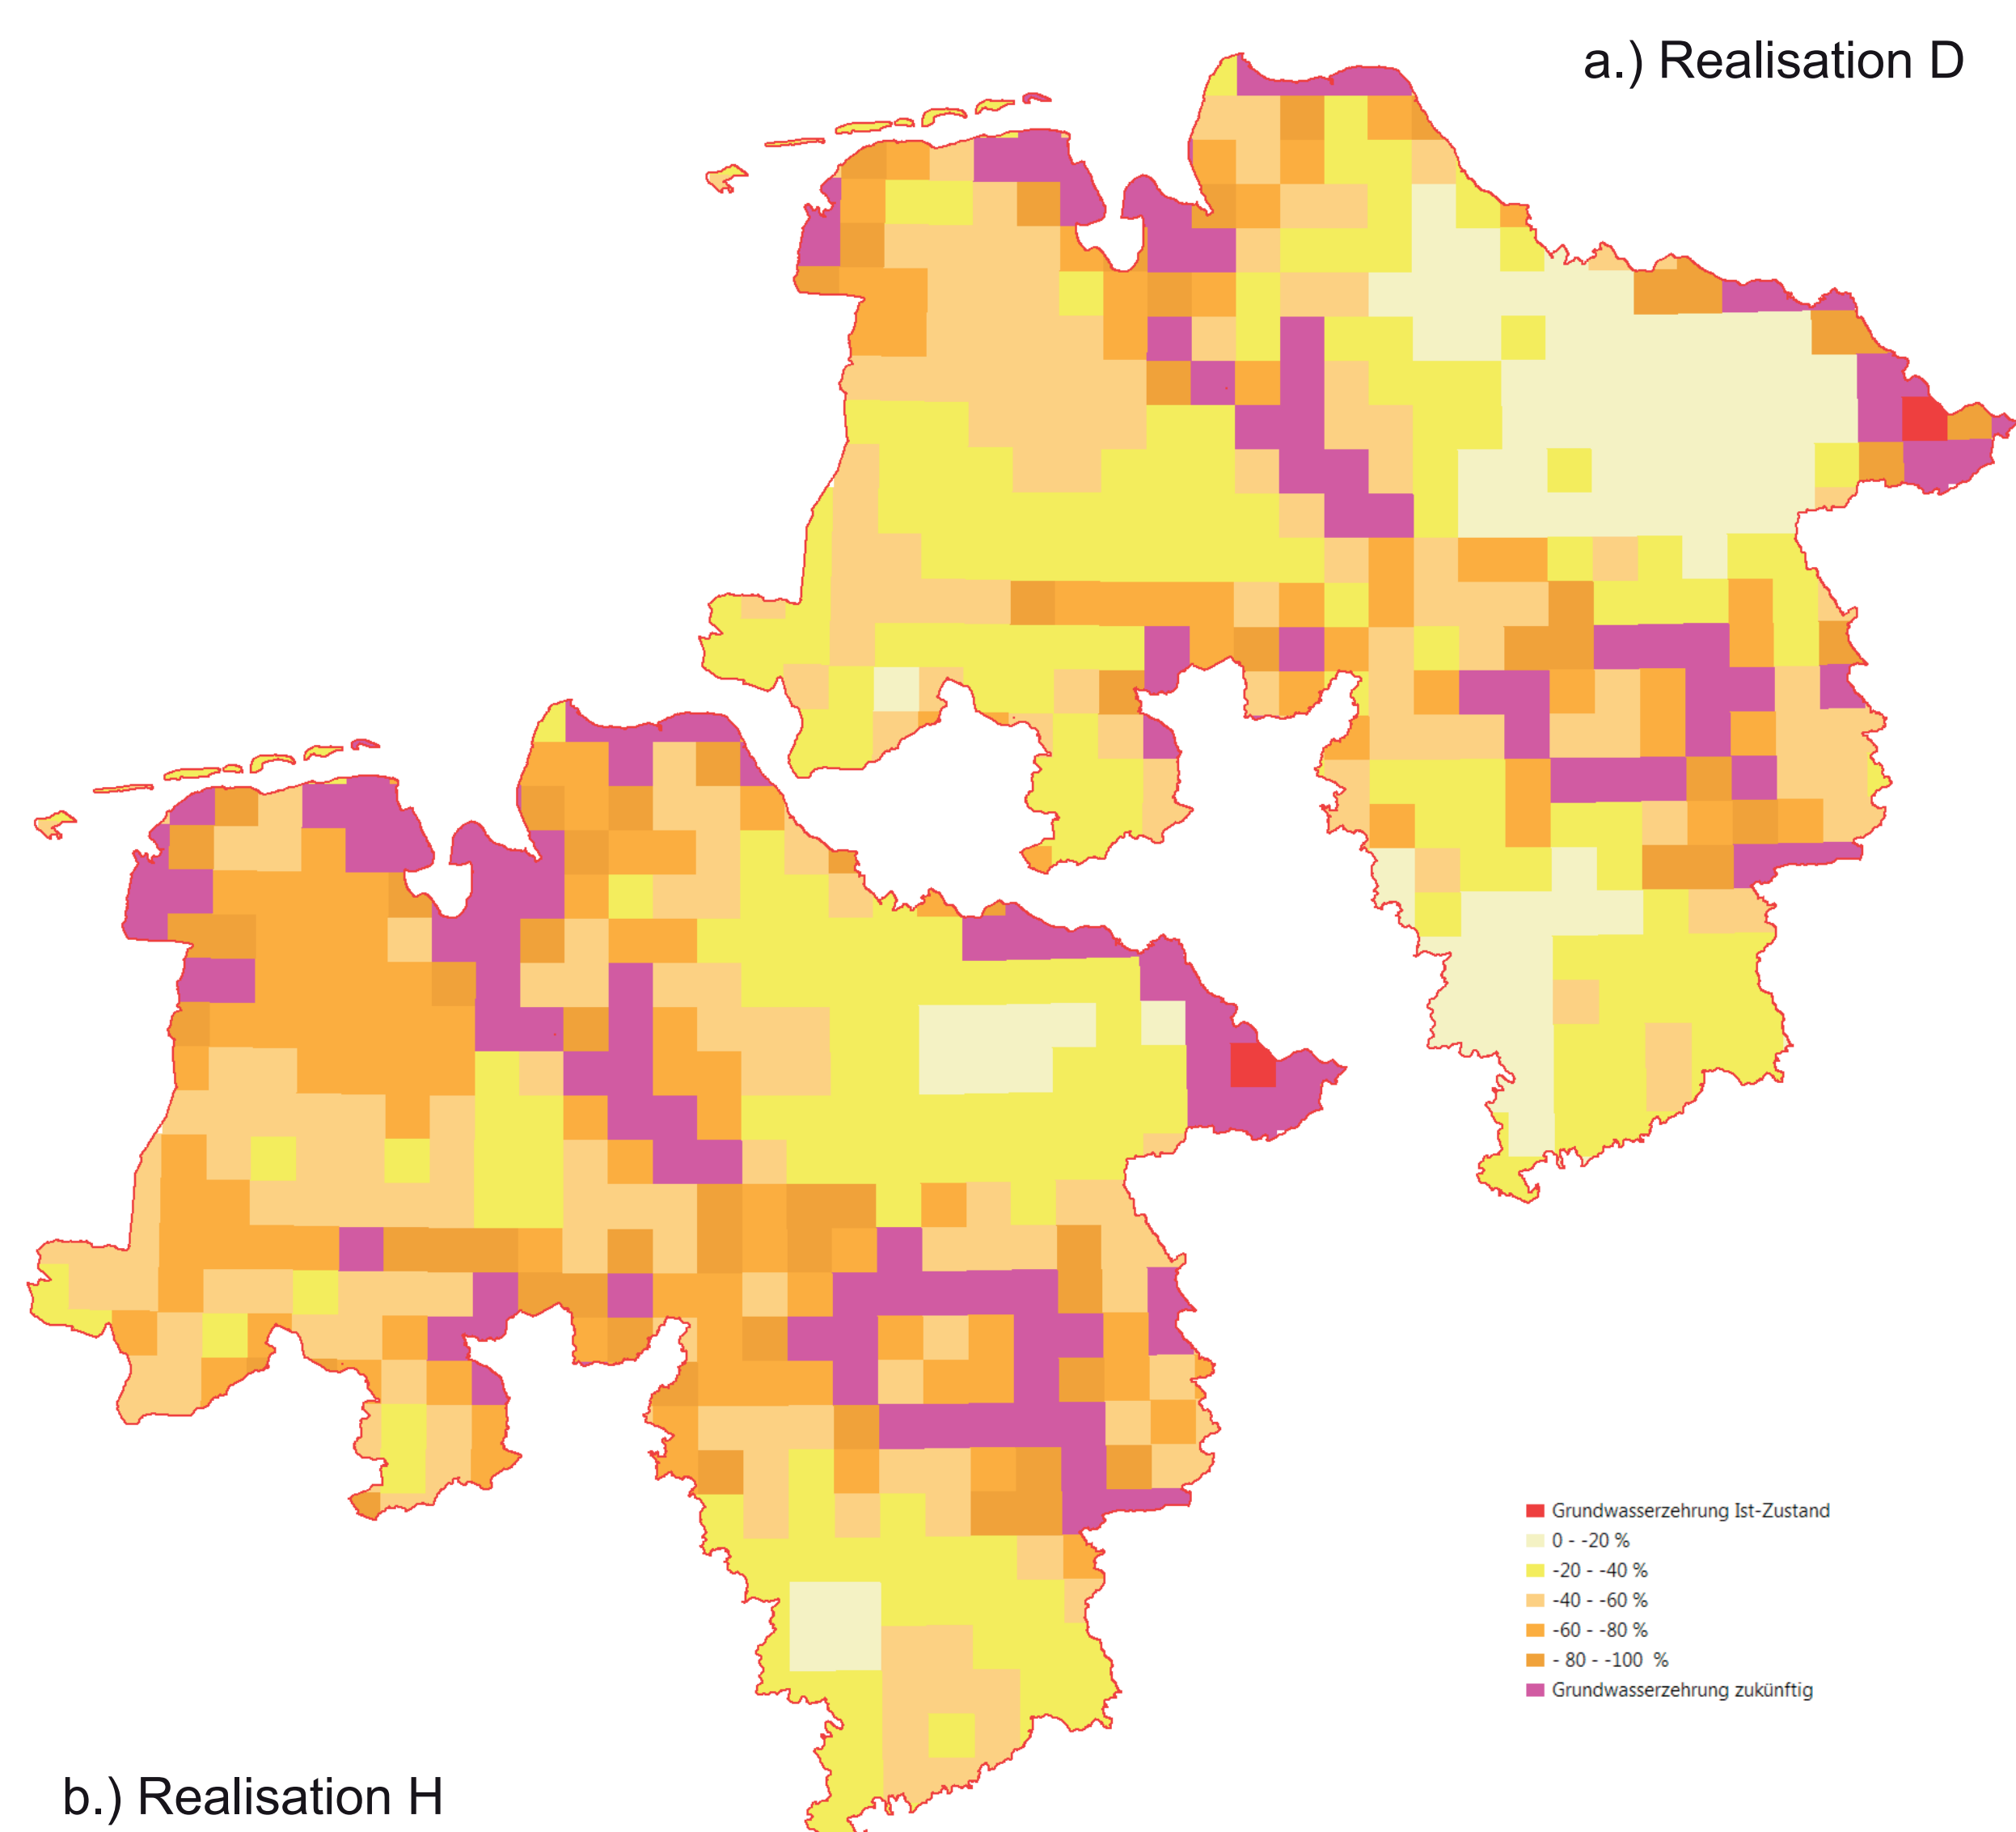 a.) Realisation D
Grundwasserzehrung Ist-Zustand
0 - -20 %
-20 - -40 %
-40 - -60 %
-60 - -80 %
- 80 - -100 %
Grundwasserzehrung zukünftig
b.) Realisation H